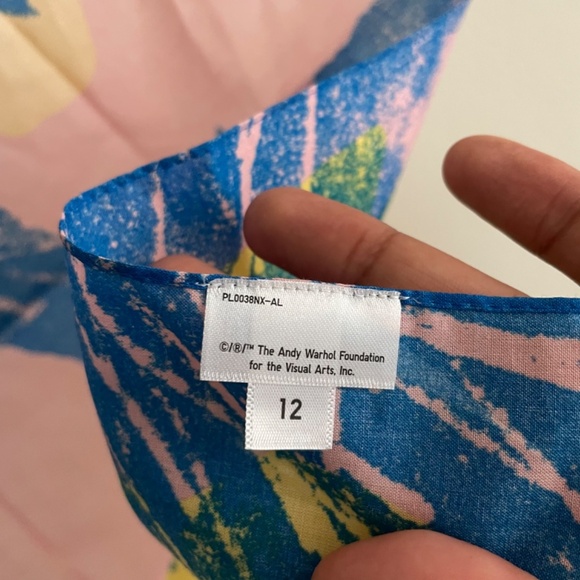 PL0038NX-AL
©/®/™ The Andy Warhol Foundation
for the Visual Arts, Inc.
12